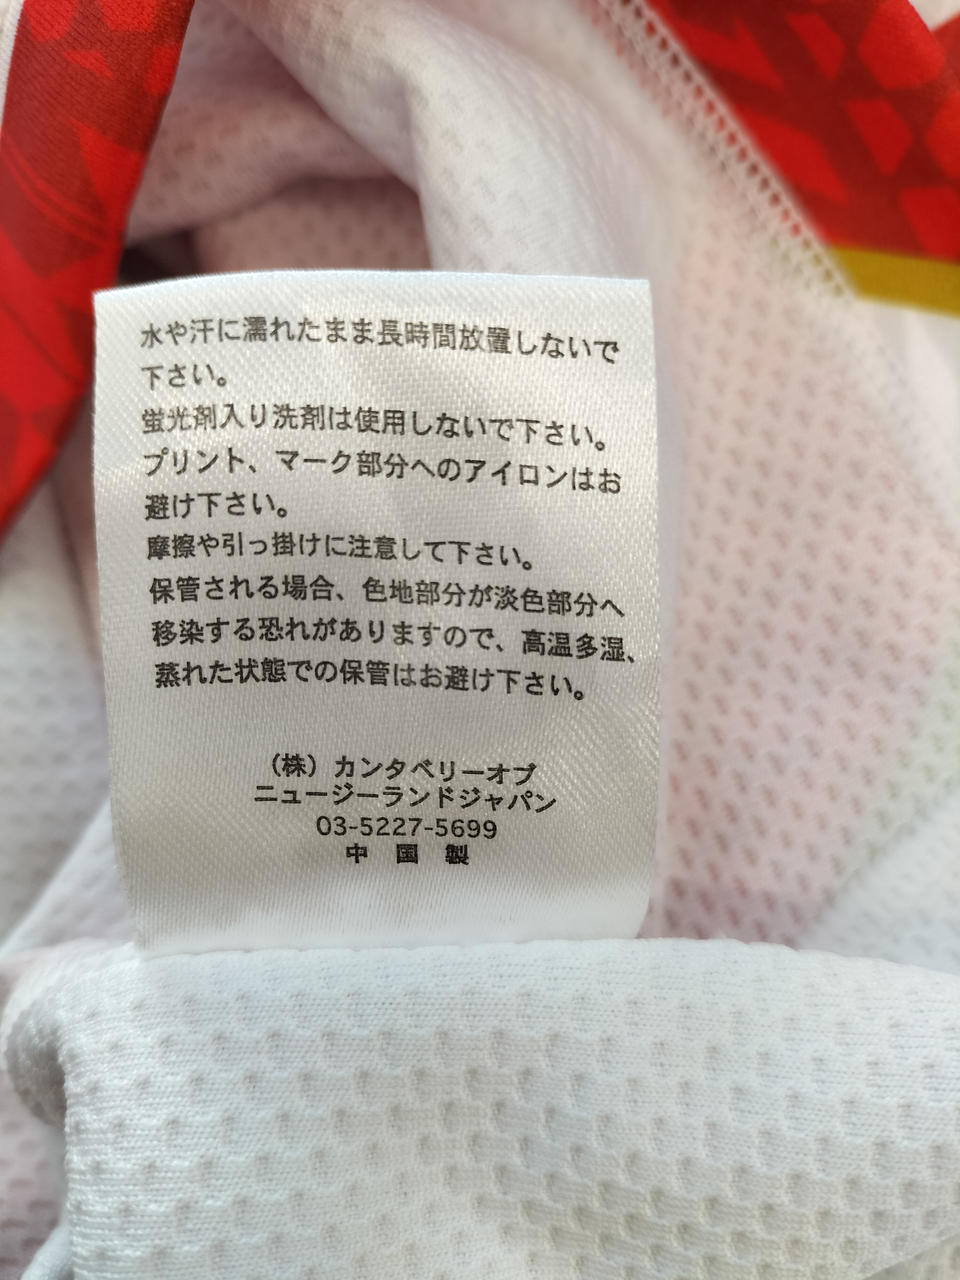 水や汗に濡れたまま長時間放置しないで
下さい。
蛍光剤入り洗剤は使用しないで下さい。
プリント、マーク部分へのアイロンはお
避け下さい。
摩擦や引っ掛けに注意して下さい。
保管される場合、色地部分が淡色部分へ
移染する恐れがありますので、高温多湿、
蒸れた状態での保管はお避け下さい。
（株）カンタベリーオブ
ニュージーランドジャパン
03-5227-5699
中 国 製